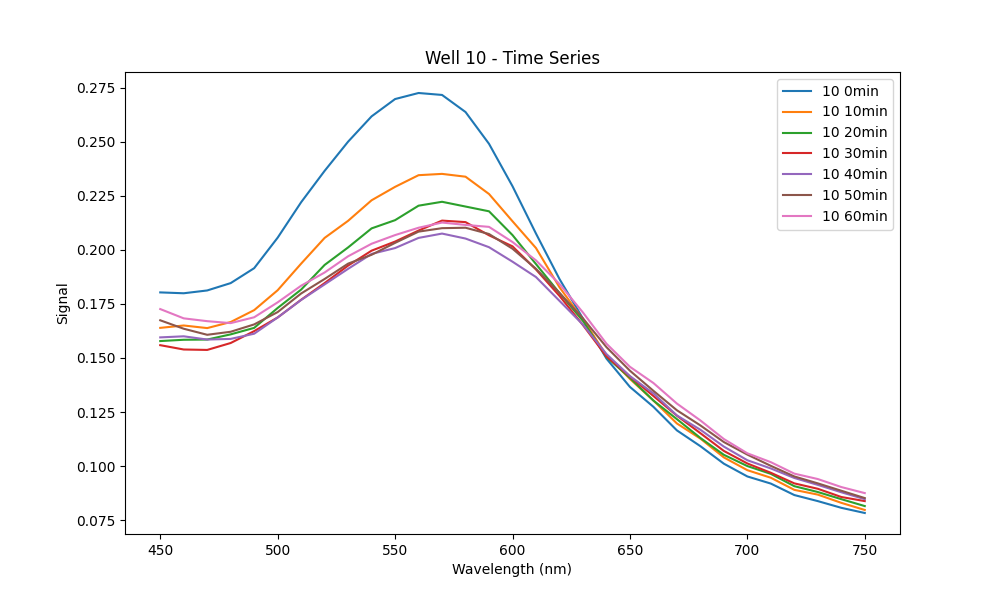 Well 10 - Time Series
0.275
0.250
0.225
0.200
0.175
0.150
0.125
0.100
0.075
Signal
10 0min
10 10min
10 20min
10 30min
10 40min
10 50min
10 60min
450 500 550 600 650 700 750
Wavelength (nm)